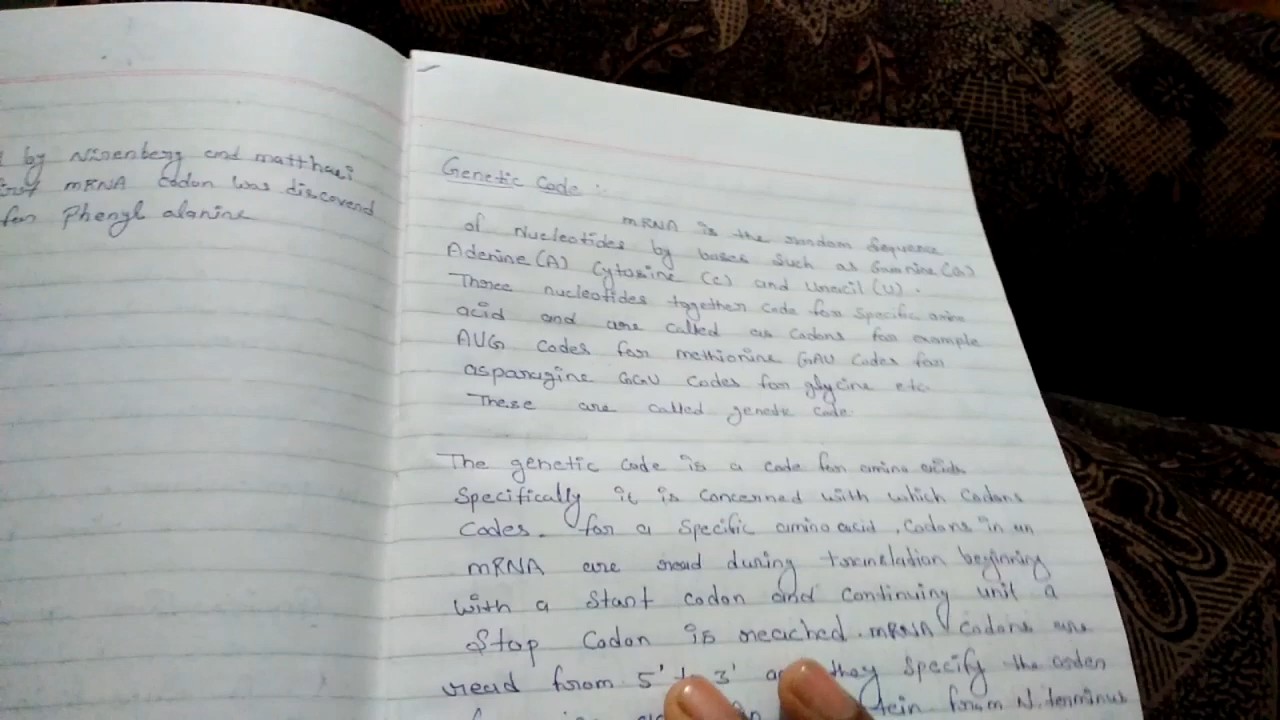 by Nirenberg and matthaei
first mRNA codon was discovered
for Phenyl alanine
Genetic Code :-
mRNA is the random sequence
of Nucleotides by bases such as Guanine (G)
Adenine (A) Cytosine (C) and Uracil (U).
Three nucleotides together code for specific amino
acid and are called as codons for example
AUG codes for methionine GAU codes for
asparagine GGU codes for glycine etc.
These are called genetic code
The genetic code is a code for amino acids
Specifically it is concerned with which codons
codes. for a specific amino acid, codons in an
mRNA are read during translation beginning
with a Start codon and continuing unit a
Stop Codon is reached. mRNA codons are
read from 5' to 3' they specify the order
from N. terminus